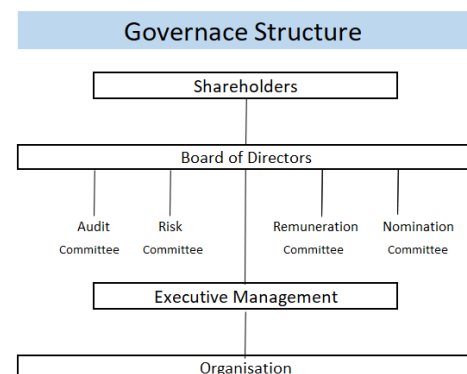 Governace Structure
Shareholders
Board of Directors
Audit Risk Remuneration Nomination
Committee Committee Committee Committee
Executive Management
Organisation